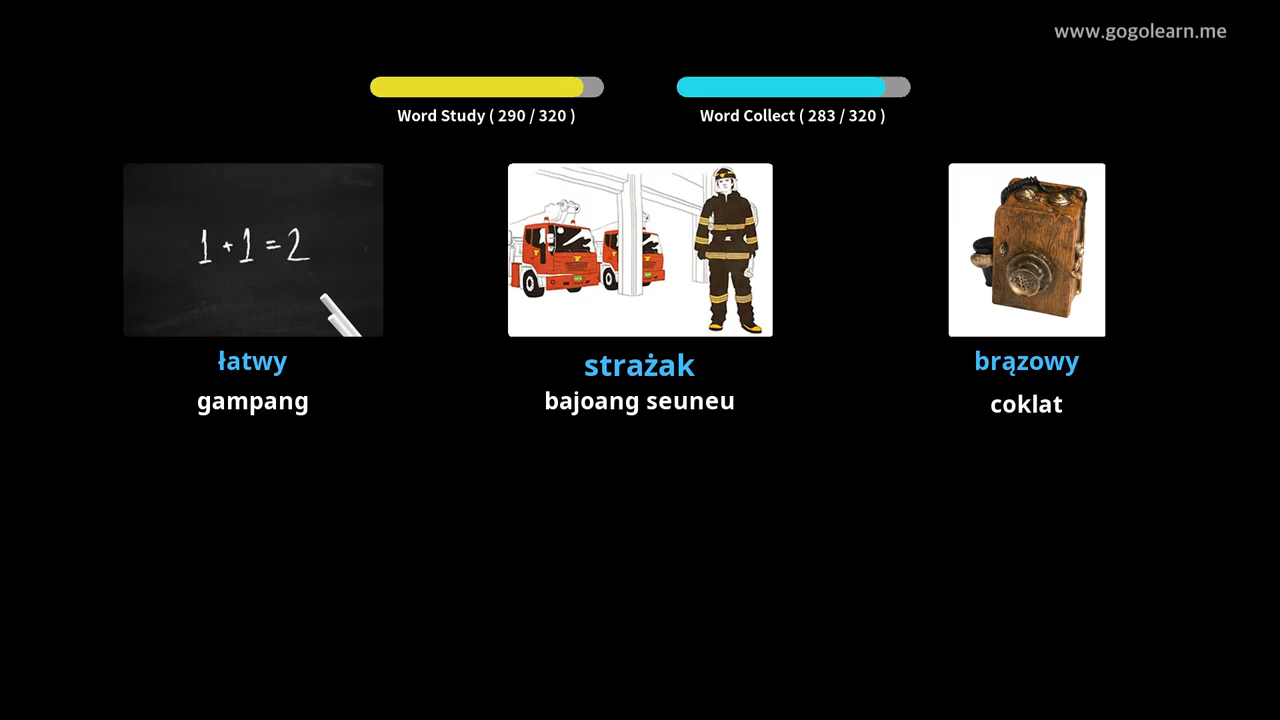 www.gogolearn.me
Word Study ( 290 / 320 )
Word Collect ( 283 / 320 )
1 + 1 = 2
łatwy
gampang
strażak
bajoang seuneu
brązowy
coklat